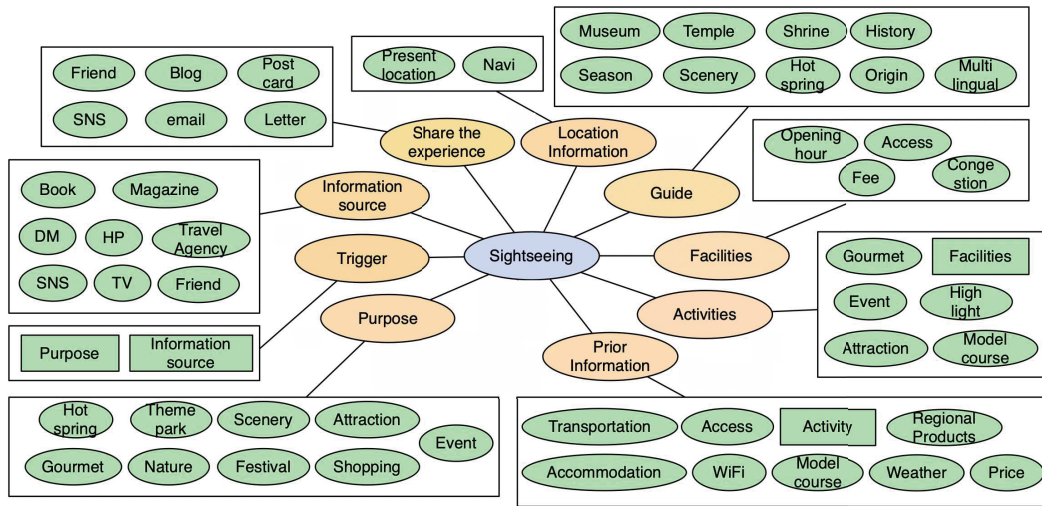 Friend
Blog
Post
card
SNS
email
Letter
Present
location
Navi
Museum
Temple
Shrine
History
Season
Scenery
Hot
spring
Origin
Multi
lingual
Share the
experience
Location
Information
Guide
Opening
hour
Access
Fee
Conge
stion
Book
Magazine
DM
HP
Travel
Agency
SNS
TV
Friend
Information
source
Trigger
Purpose
Sightseeing
Facilities
Activities
Prior
Information
Gourmet
Facilities
Event
High
light
Attraction
Model
course
Purpose
Information
source
Hot
spring
Theme
park
Scenery
Attraction
Event
Gourmet
Nature
Festival
Shopping
Transportation
Access
Activity
Regional
Products
Accommodation
WiFi
Model
course
Weather
Price